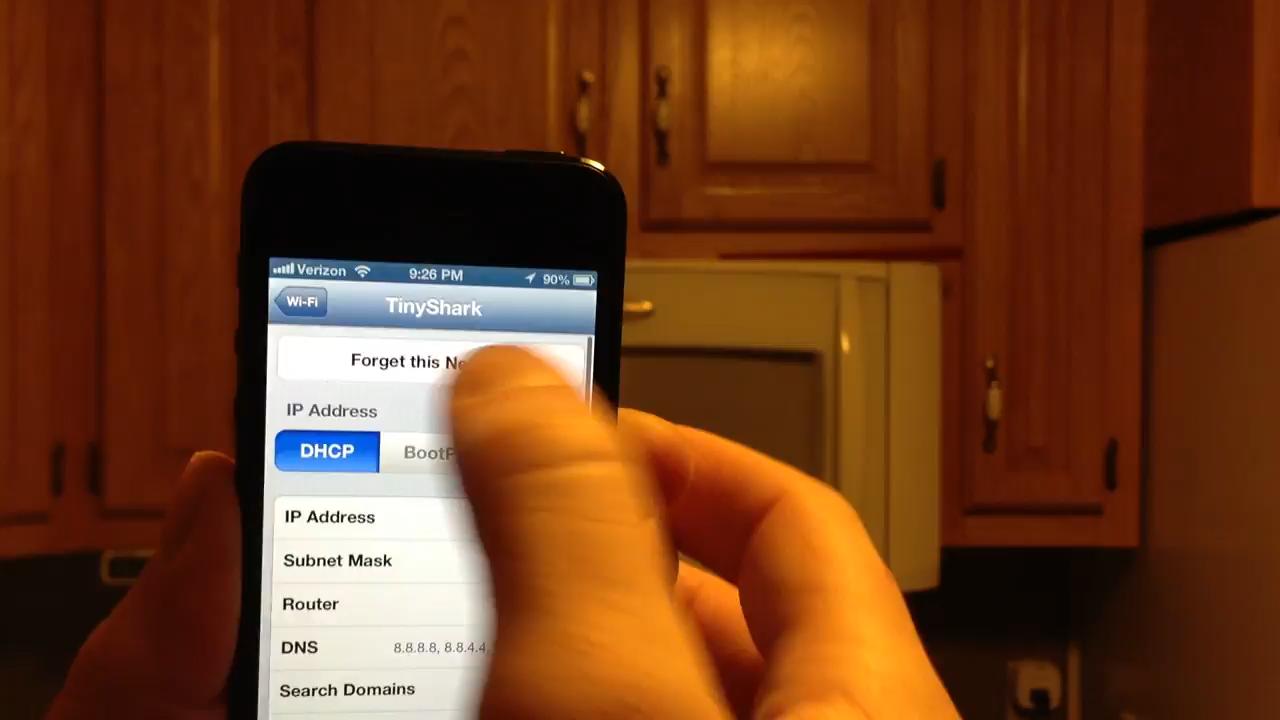 Verizon 9:26 PM 90%
Wi-Fi TinyShark
Forget this
IP Address
DHCP
IP Address
Subnet Mask
Router
DNS 8.8.8.8, 8.8.4.4,
Search Domains